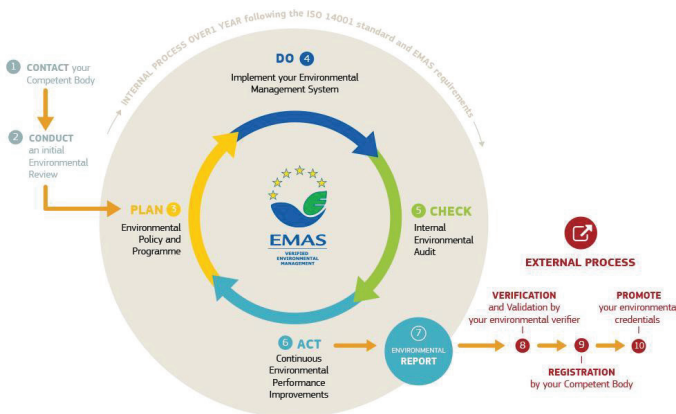 INTERNAL PROCESS OVER 1 YEAR following the ISO 14001 standard and EMAS requirements
1 CONTACT your
Competent Body
2 CONDUCT
an initial
Environmental
Review
PLAN 3
Environmental
Policy and
Programme
DO 4
Implement your Environmental
Management System
EMAS
VERIFIED
ENVIRONMENTAL
MANAGEMENT
5 CHECK
Internal
Environmental
Audit
6 ACT
Continuous
Environmental
Performance
Improvements
7
ENVIRONMENTAL
REPORT
EXTERNAL PROCESS
VERIFICATION
and Validation by
your environmental verifier
8
9
REGISTRATION
by your Competent Body
PROMOTE
your environmental
credentials
10